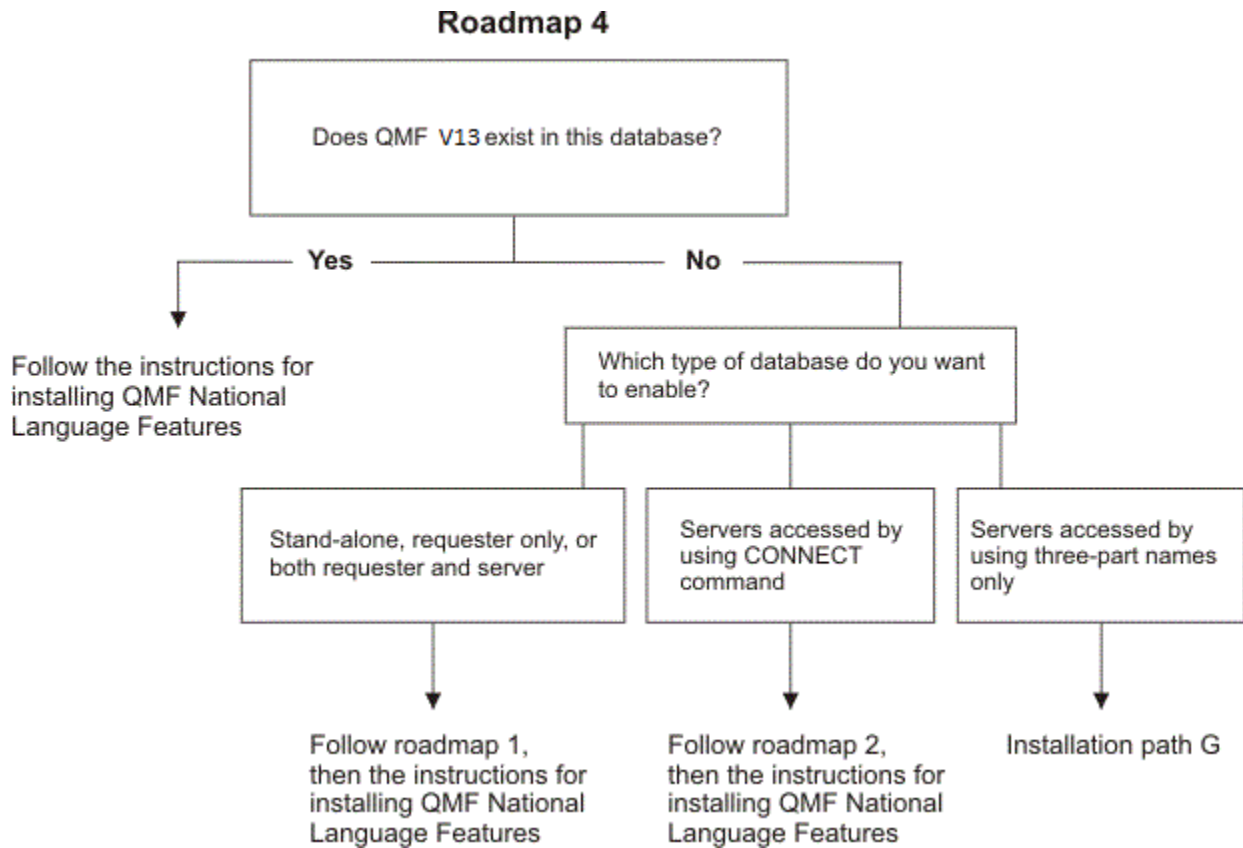 Roadmap 4
Does QMF V13 exist in this database?
Yes
No
Follow the instructions for
installing QMF National
Language Features
Which type of database do you want
to enable?
Stand-alone, requester only, or
both requester and server
Servers accessed by
using CONNECT
command
Servers accessed by
using three-part names
only
Follow roadmap 1,
then the instructions for
installing QMF National
Language Features
Follow roadmap 2,
then the instructions for
installing QMF National
Language Features
Installation path G